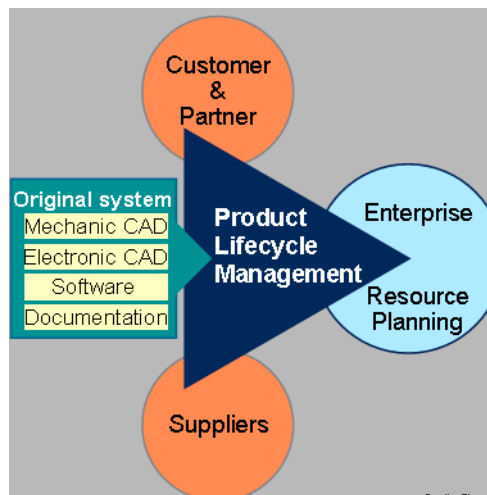 Customer
&
Partner
Original system
Mechanic CAD
Electronic CAD
Software
Documentation
Product
Lifecycle
Management
Enterprise
Resource
Planning
Suppliers